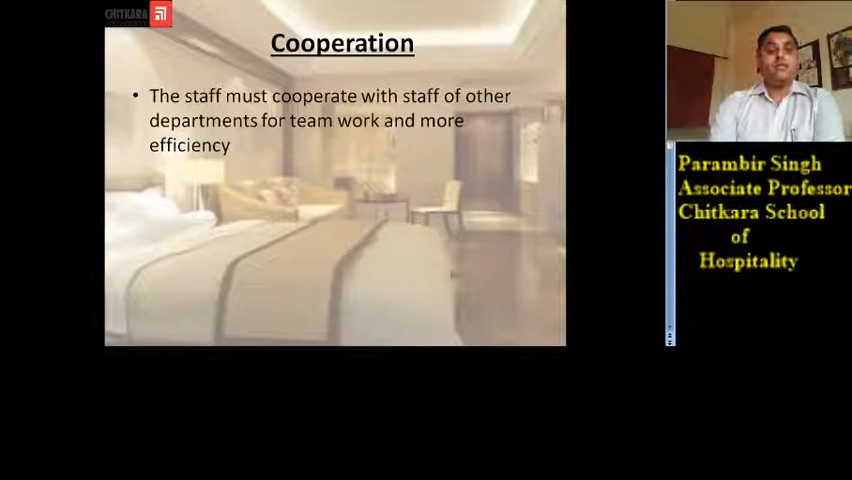 CHITKARA
UNIVERSITY
Cooperation
• The staff must cooperate with staff of other
departments for team work and more
efficiency
Parambir Singh
Associate Professor
Chitkara School
of
Hospitality